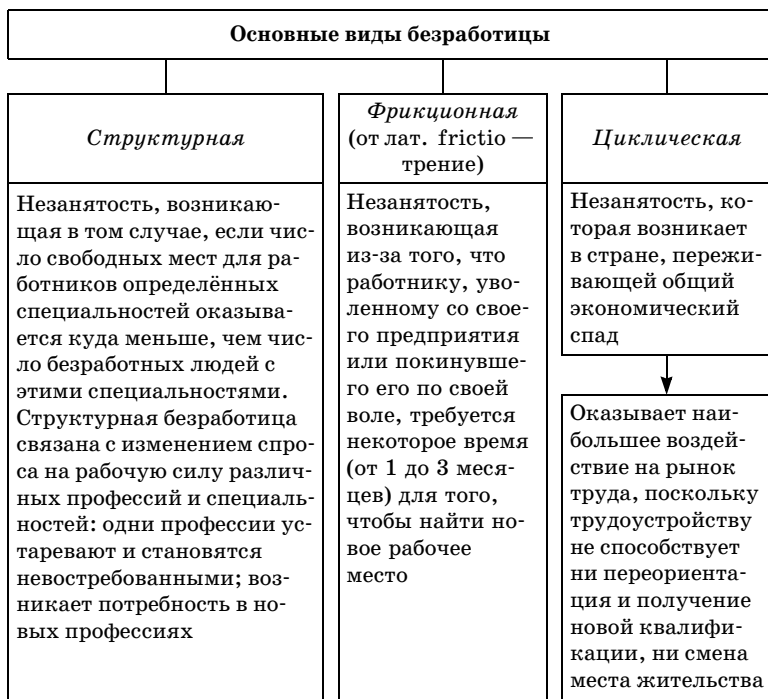 Основные виды безработицы
Структурная
Незанятость, возникаю-
щая в том случае, если чис-
ло свободных мест для ра-
ботников определённых
специальностей оказыва-
ется куда меньше, чем чис-
ло безработных людей с
этими специальностями.
Структурная безработица
связана с изменением спро-
са на рабочую силу различ-
ных профессий и специаль-
ностей: одни профессии ус-
таревают и становятся
невостребованными; воз-
никает потребность в но-
вых профессиях
Фрикционная
(от лат. frictio —
трение)
Незанятость,
возникающая
из-за того, что
работнику, уво-
ленному со свое-
го предприятия
или покинувше-
го его по своей
воле, требуется
некоторое время
(от 1 до 3 меся-
цев) для того,
чтобы найти но-
вое рабочее
место
Циклическая
Незанятость, ко-
торая возникает
в стране, пережи-
вающей общий
экономический
спад
Оказывает наи-
большее воздей-
ствие на рынок
труда, поскольку
трудоустройству
не способствует
ни переориента-
ция и получение
новой квалифи-
кации, ни смена
места жительства